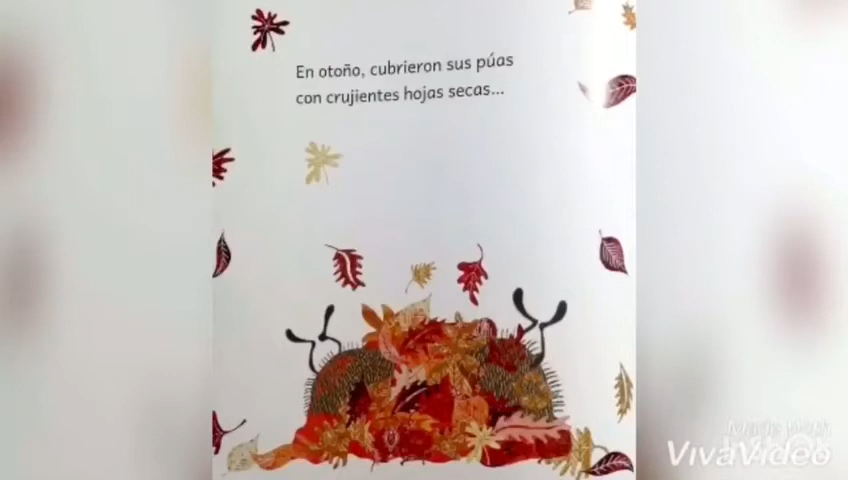 En otoño, cubrieron sus púas
con crujientes hojas secas...
VivaVideo